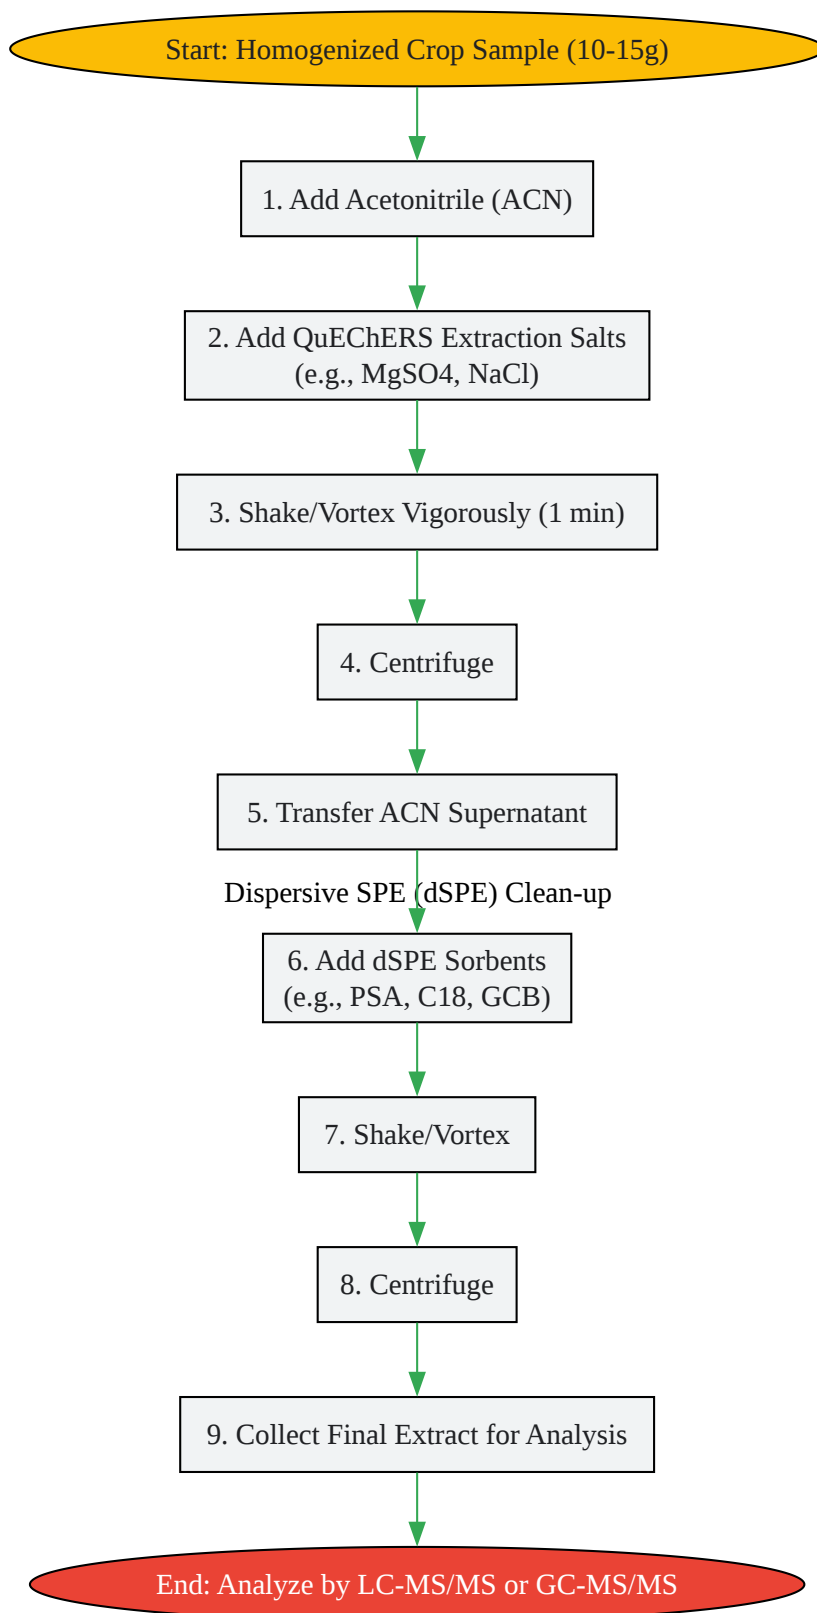 Start: Homogenized Crop Sample (10-15g)
1. Add Acetonitrile (ACN)
2. Add QuEChERS Extraction Salts
(e.g., MgSO4, NaCl)
3. Shake/Vortex Vigorously (1 min)
4. Centrifuge
5. Transfer ACN Supernatant
Dispersive SPE (dSPE) Clean-up
6. Add dSPE Sorbents
(e.g., PSA, C18, GCB)
7. Shake/Vortex
8. Centrifuge
9. Collect Final Extract for Analysis
End: Analyze by LC-MS/MS or GC-MS/MS